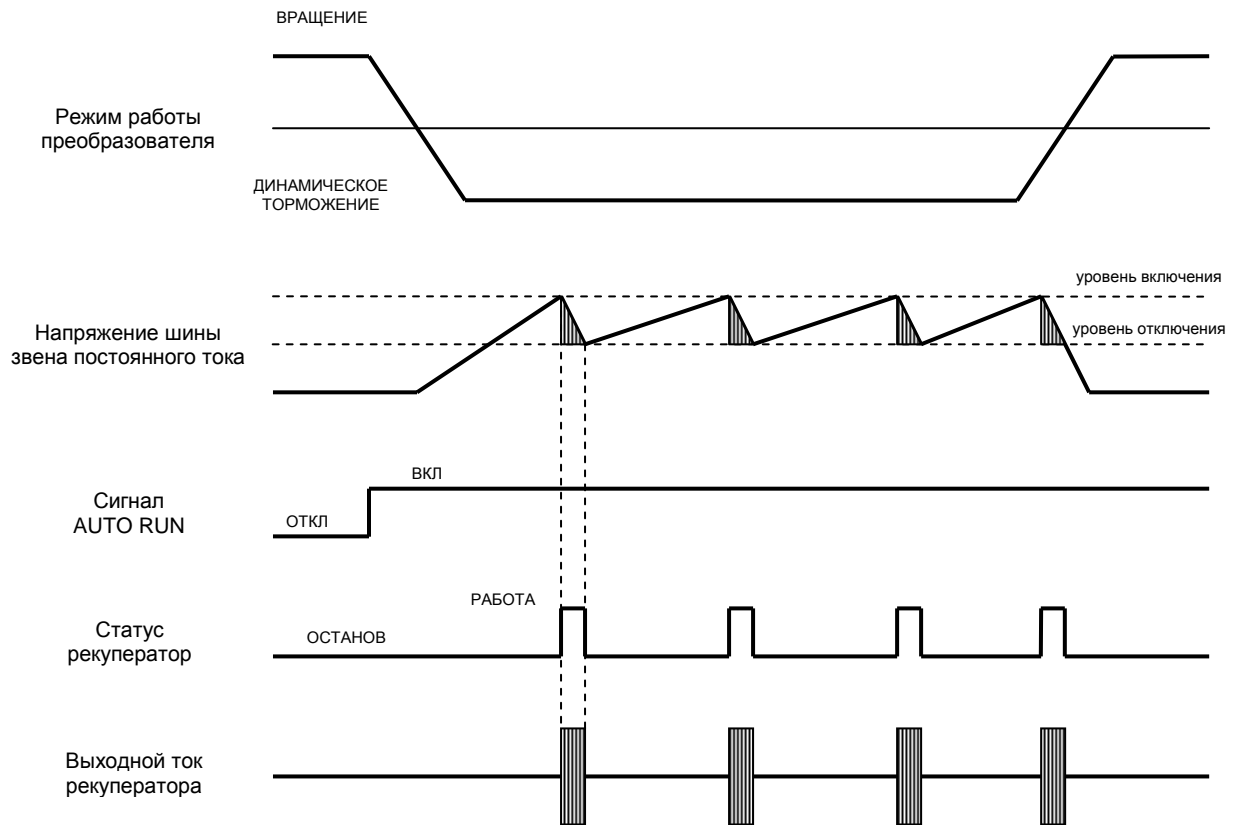 ВРАЩЕНИЕ
Режим работы
преобразователя
ДИНАМИЧЕСКОЕ
ТОРМОЖЕНИЕ
уровень включения
Напряжение шины
звена постоянного тока
уровень отключения
ВКЛ
Сигнал
AUTO RUN
ОТКЛ
РАБОТА
Статус
рекуператор
ОСТАНОВ
Выходной ток
рекуператора